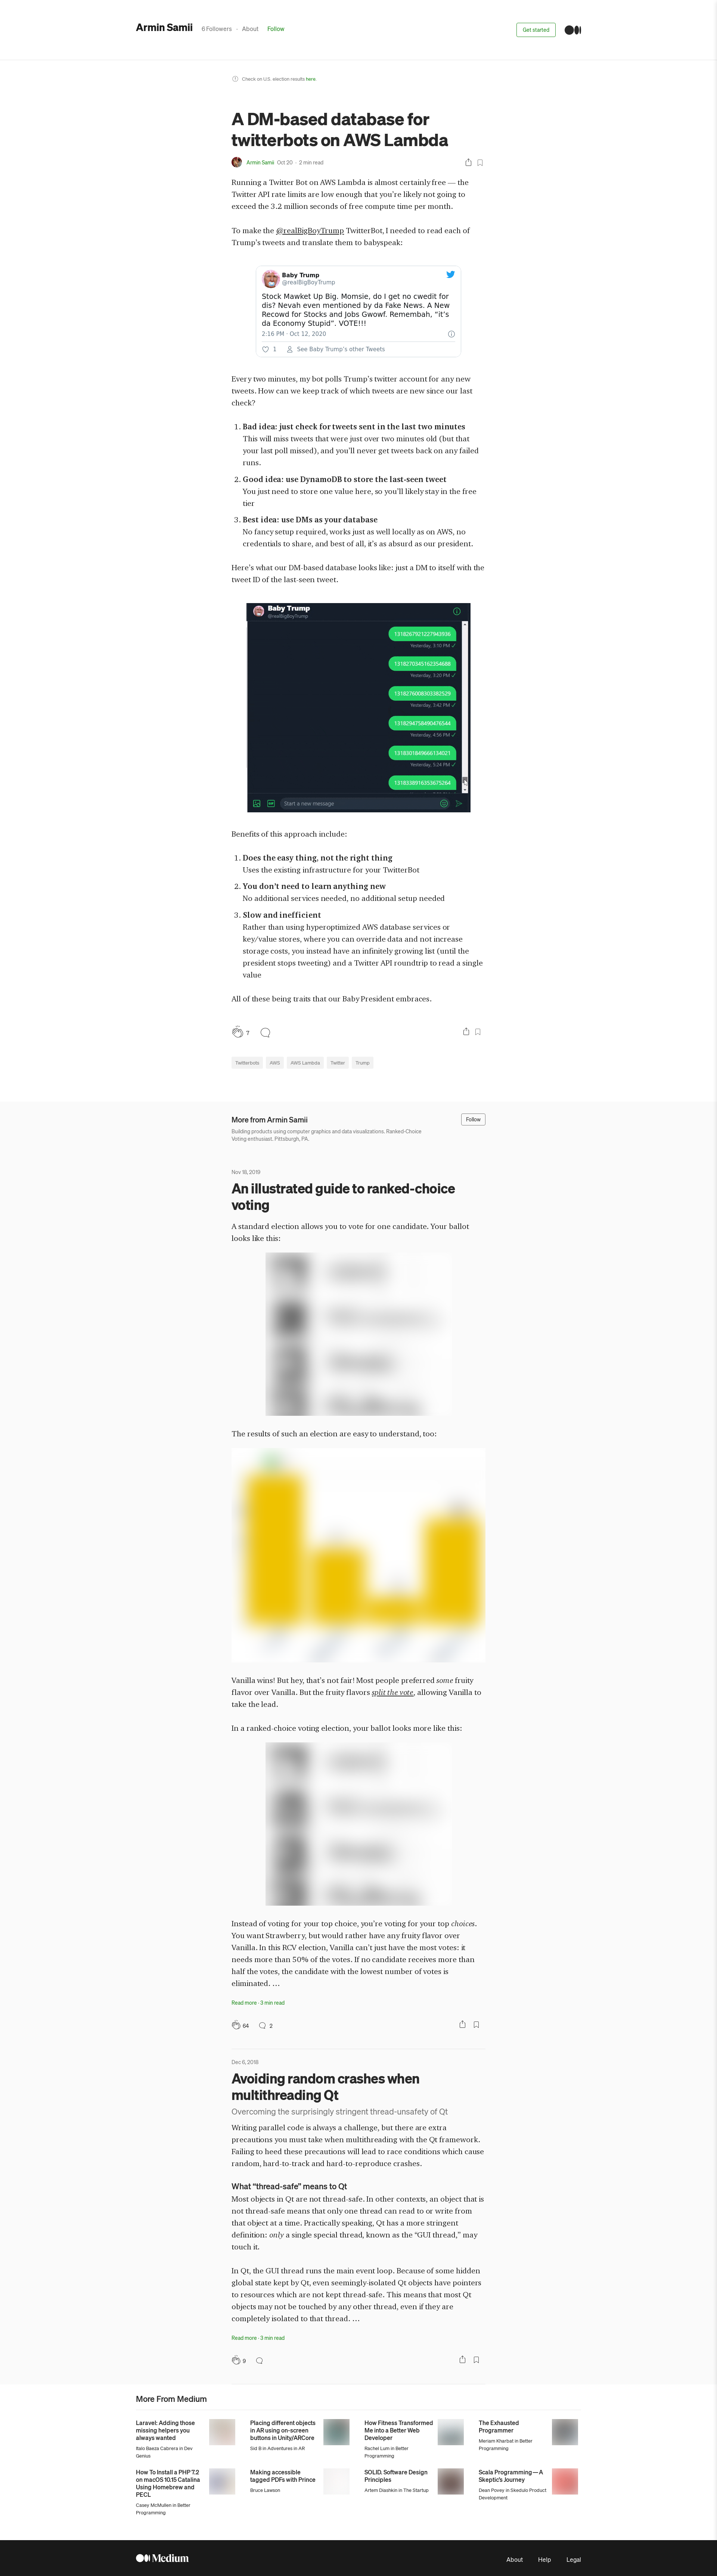 Armin Samii
6 Followers · About Follow
Get started
Check on U.S. election results here.
A DM-based database for
twitterbots on AWS Lambda
Armin Samii Oct 20 · 2 min read
Running a Twitter Bot on AWS Lambda is almost certainly free — the
Twitter API rate limits are low enough that you’re likely not going to
exceed the 3.2 million seconds of free compute time per month.
To make the @realBigBoyTrump TwitterBot, I needed to read each of
Trump’s tweets and translate them to babyspeak:
Baby Trump
@realBigBoyTrump
Stock Mawket Up Big. Momsie, do I get no cwedit for
dis? Nevah even mentioned by da Fake News. A New
Recowd for Stocks and Jobs Gwowf. Remembah, “it’s
da Economy Stupid”. VOTE!!!
2:16 PM · Oct 12, 2020
1 See Baby Trump’s other Tweets
Every two minutes, my bot polls Trump’s twitter account for any new
tweets. How can we keep track of which tweets are new since our last
check?
1. Bad idea: just check for tweets sent in the last two minutes
This will miss tweets that were just over two minutes old (but that
your last poll missed), and you’ll never get tweets back on any failed
runs.
2. Good idea: use DynamoDB to store the last-seen tweet
You just need to store one value here, so you’ll likely stay in the free
tier
3. Best idea: use DMs as your database
No fancy setup required, works just as well locally as on AWS, no
credentials to share, and best of all, it’s as absurd as our president.
Here’s what our DM-based database looks like: just a DM to itself with the
tweet ID of the last-seen tweet.
Baby Trump
@realBigBoyTrump
1318267921227943936
Yesterday, 3:10 PM ✓
1318270345162354688
Yesterday, 3:20 PM ✓
1318276008303382529
Yesterday, 3:42 PM ✓
1318294758490476544
Yesterday, 4:56 PM ✓
1318301849666134021
Yesterday, 5:24 PM ✓
1318338916353675264
Start a new message
Benefits of this approach include:
1. Does the easy thing, not the right thing
Uses the existing infrastructure for your TwitterBot
2. You don’t need to learn anything new
No additional services needed, no additional setup needed
3. Slow and inefficient
Rather than using hyperoptimized AWS database services or
key/value stores, where you can override data and not increase
storage costs, you instead have an infinitely growing list (until the
president stops tweeting) and a Twitter API roundtrip to read a single
value
All of these being traits that our Baby President embraces.
7
Twitterbots AWS AWS Lambda Twitter Trump
More from Armin Samii
Follow
Building products using computer graphics and data visualizations. Ranked-Choice
Voting enthusiast. Pittsburgh, PA.
Nov 18, 2019
An illustrated guide to ranked-choice
voting
A standard election allows you to vote for one candidate. Your ballot
looks like this:
The results of such an election are easy to understand, too:
Vanilla wins! But hey, that’s not fair! Most people preferred some fruity
flavor over Vanilla. But the fruity flavors split the vote, allowing Vanilla to
take the lead.
In a ranked-choice voting election, your ballot looks more like this:
Instead of voting for your top choice, you’re voting for your top choices.
You want Strawberry, but would rather have any fruity flavor over
Vanilla. In this RCV election, Vanilla can’t just have the most votes: it
needs more than 50% of the votes. If no candidate receives more than
half the votes, the candidate with the lowest number of votes is
eliminated. …
Read more · 3 min read
64 2
Dec 6, 2018
Avoiding random crashes when
multithreading Qt
Overcoming the surprisingly stringent thread-unsafety of Qt
Writing parallel code is always a challenge, but there are extra
precautions you must take when multithreading with the Qt framework.
Failing to heed these precautions will lead to race conditions which cause
random, hard-to-track and hard-to-reproduce crashes.
What “thread-safe” means to Qt
Most objects in Qt are not thread-safe. In other contexts, an object that is
not thread-safe means that only one thread can read to or write from
that object at a time. Practically speaking, Qt has a more stringent
definition: only a single special thread, known as the “GUI thread,” may
touch it.
In Qt, the GUI thread runs the main event loop. Because of some hidden
global state kept by Qt, even seemingly-isolated Qt objects have pointers
to resources which are not kept thread-safe. This means that most Qt
objects may not be touched by any other thread, even if they are
completely isolated to that thread. …
Read more · 3 min read
9
More From Medium
Laravel: Adding those
missing helpers you
always wanted
Italo Baeza Cabrera in Dev
Genius
Placing different objects
in AR using on-screen
buttons in Unity/ARCore
Sid B in Adventures in AR
How Fitness Transformed
Me into a Better Web
Developer
Rachel Lum in Better
Programming
The Exhausted
Programmer
Meriam Kharbat in Better
Programming
How To Install a PHP 7.2
on macOS 10.15 Catalina
Using Homebrew and
PECL
Casey McMullen in Better
Programming
Making accessible
tagged PDFs with Prince
Bruce Lawson
SOLID. Software Design
Principles
Artem Diashkin in The Startup
Scala Programming — A
Skeptic’s Journey
Dean Povey in Skedulo Product
Development
Medium
About Help Legal